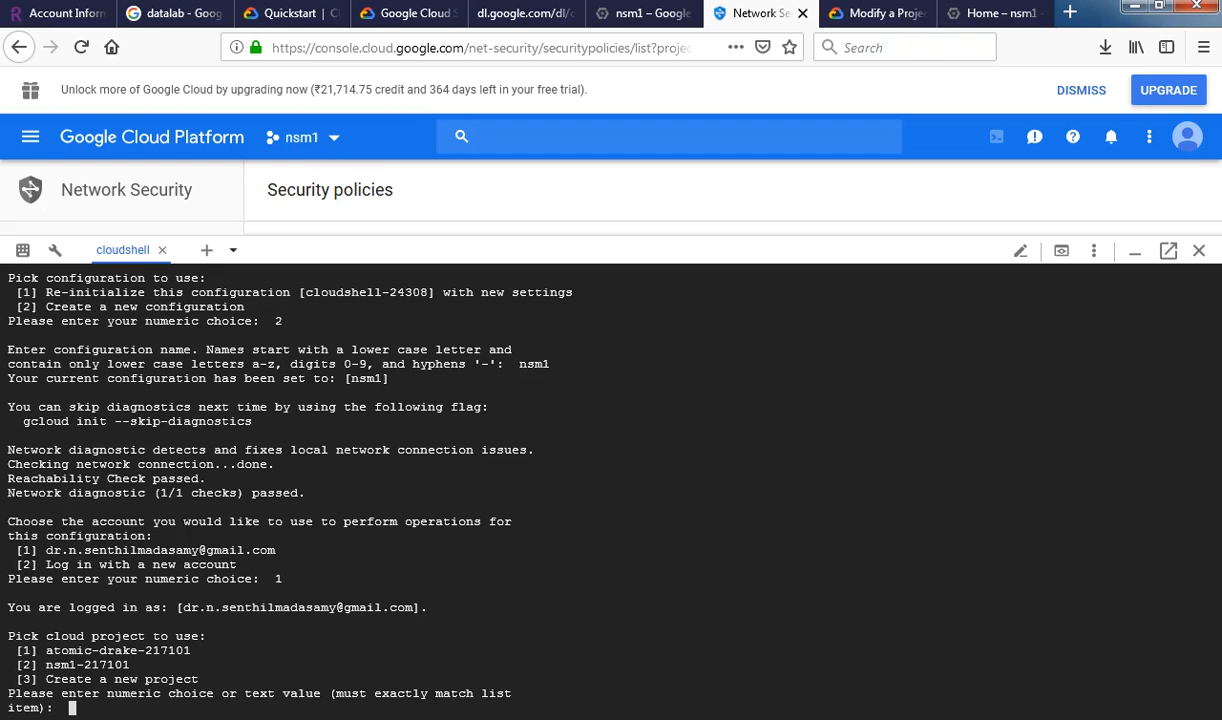 Account Inform
datalab - Goog
Quickstart | Cl
Google Cloud S
dl.google.com/dl/c
nsm1 – Google
Network Se
Modify a Proje
Home – nsm1 –
https://console.cloud.google.com/net-security/securitypolicies/list?projec
Search
Unlock more of Google Cloud by upgrading now (₹21,714.75 credit and 364 days left in your free trial).
DISMISS
UPGRADE
Google Cloud Platform
nsm1
Network Security
Security policies
cloudshell
Pick configuration to use:
[1] Re-initialize this configuration [cloudshell-24308] with new settings
[2] Create a new configuration
Please enter your numeric choice:  2
Enter configuration name. Names start with a lower case letter and
contain only lower case letters a-z, digits 0-9, and hyphens '-':  nsm1
Your current configuration has been set to: [nsm1]
You can skip diagnostics next time by using the following flag:
gcloud init --skip-diagnostics
Network diagnostic detects and fixes local network connection issues.
Checking network connection...done.
Reachability Check passed.
Network diagnostic (1/1 checks) passed.
Choose the account you would like to use to perform operations for
this configuration:
[1] dr.n.senthilmadasamy@gmail.com
[2] Log in with a new account
Please enter your numeric choice:  1
You are logged in as: [dr.n.senthilmadasamy@gmail.com].
Pick cloud project to use:
[1] atomic-drake-217101
[2] nsm1-217101
[3] Create a new project
Please enter numeric choice or text value (must exactly match list
item):